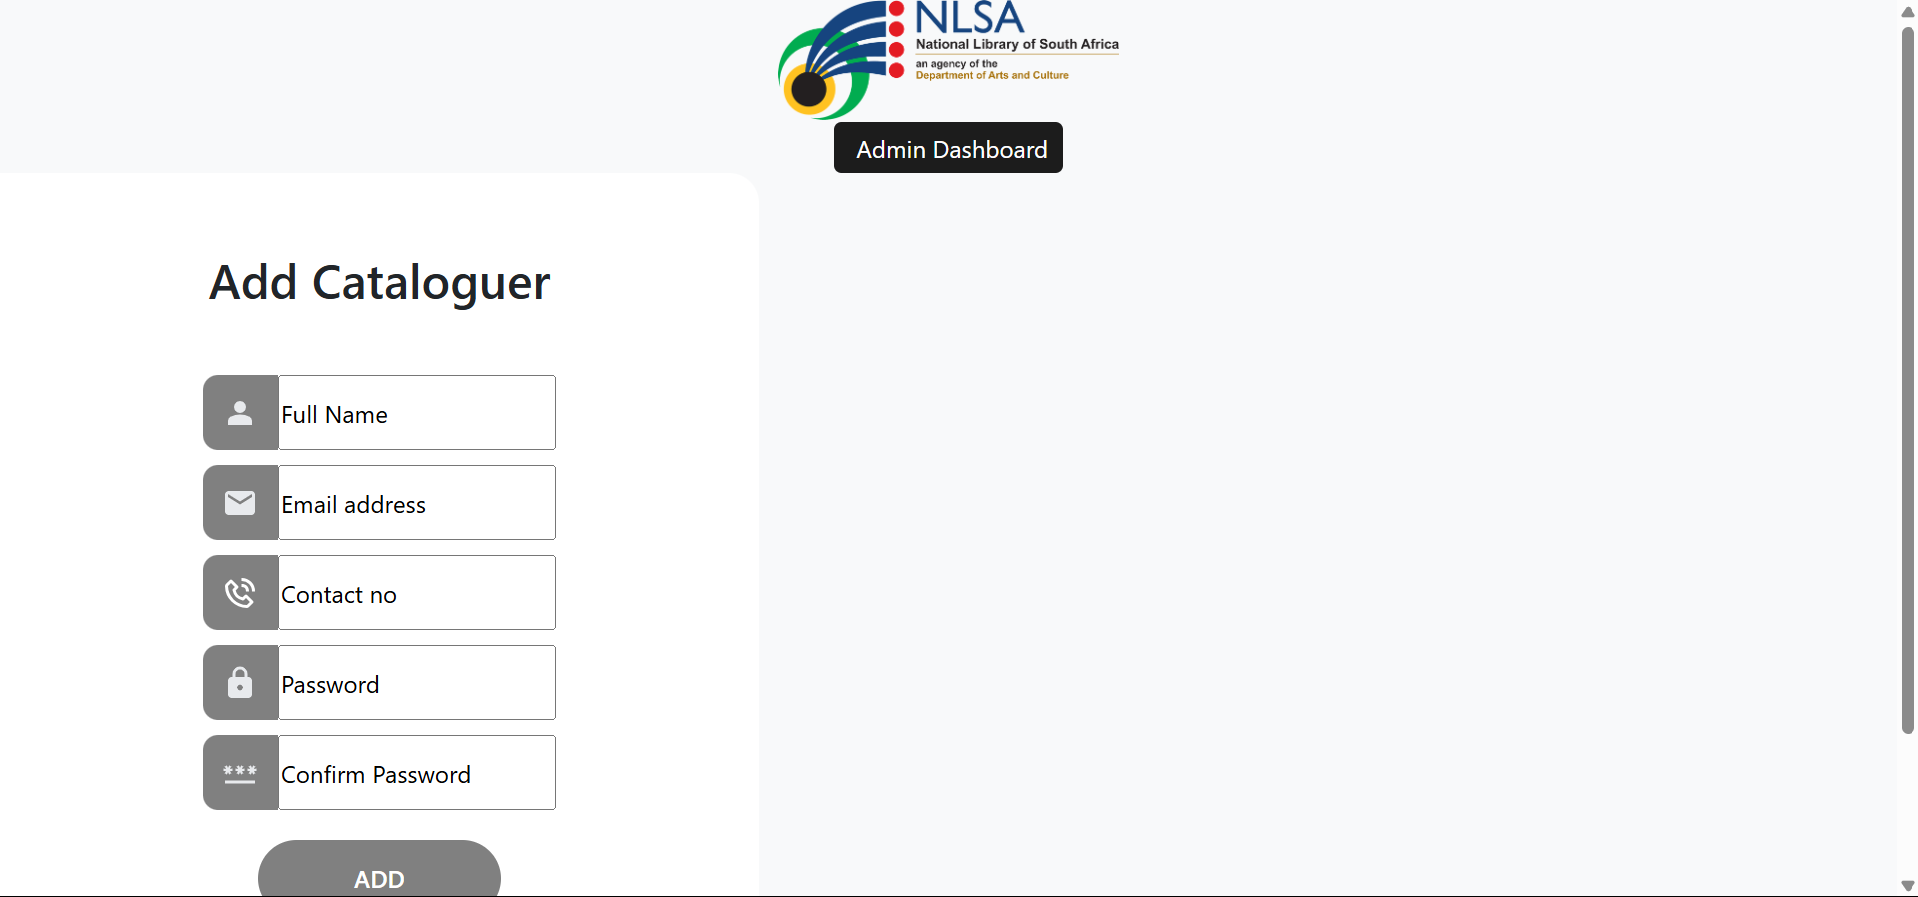 NLSA
National Library of South Africa
an agency of the
Department of Arts and Culture
Admin Dashboard
Add Cataloguer
Full Name
Email address
Contact no
Password
***
Confirm Password
ADD